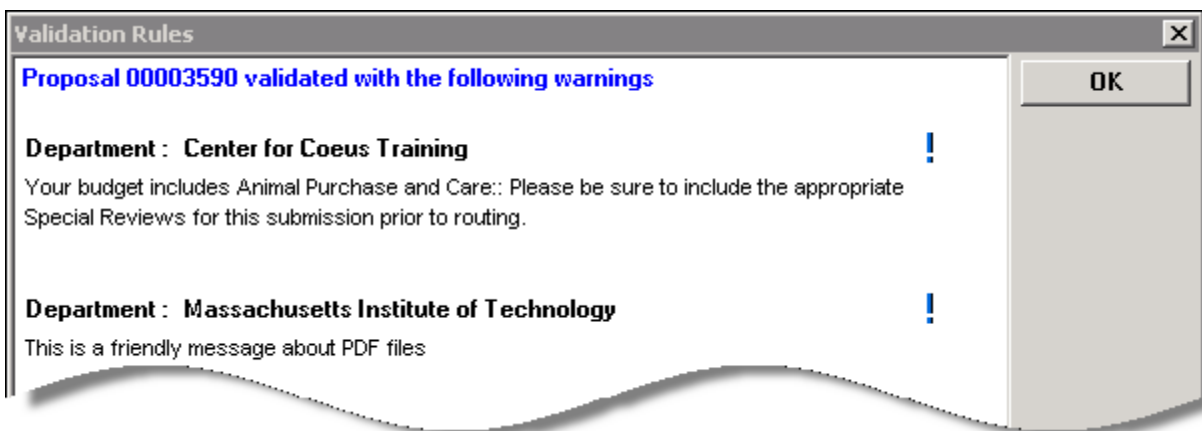 Validation Rules
Proposal 00003590 validated with the following warnings
OK
Department : Center for Coeus Training
!
Your budget includes Animal Purchase and Care:: Please be sure to include the appropriate
Special Reviews for this submission prior to routing.
Department : Massachusetts Institute of Technology
!
This is a friendly message about PDF files